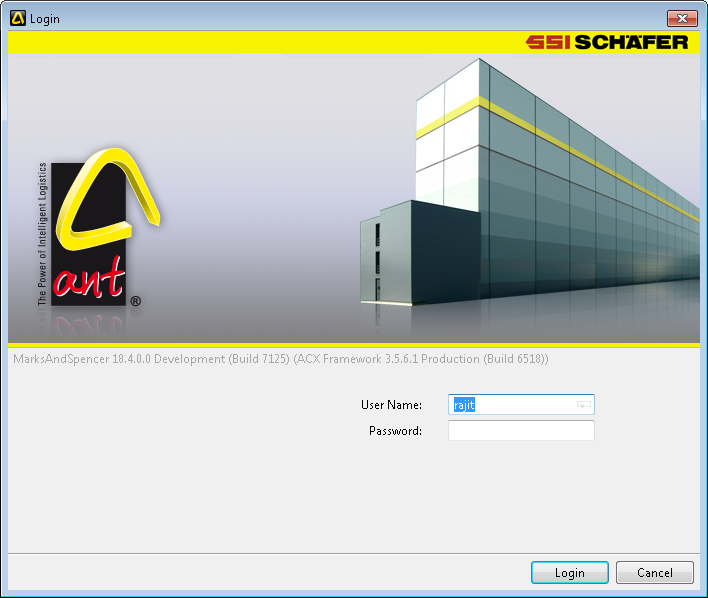 Login
SSI SCHÄFER
The Power of Intelligent Logistics
ant®
MarksAndSpencer 18.4.0.0 Development (Build 7125) (ACX Framework 3.5.6.1 Production (Build 6518))
User Name: rajit
Password:
Login Cancel